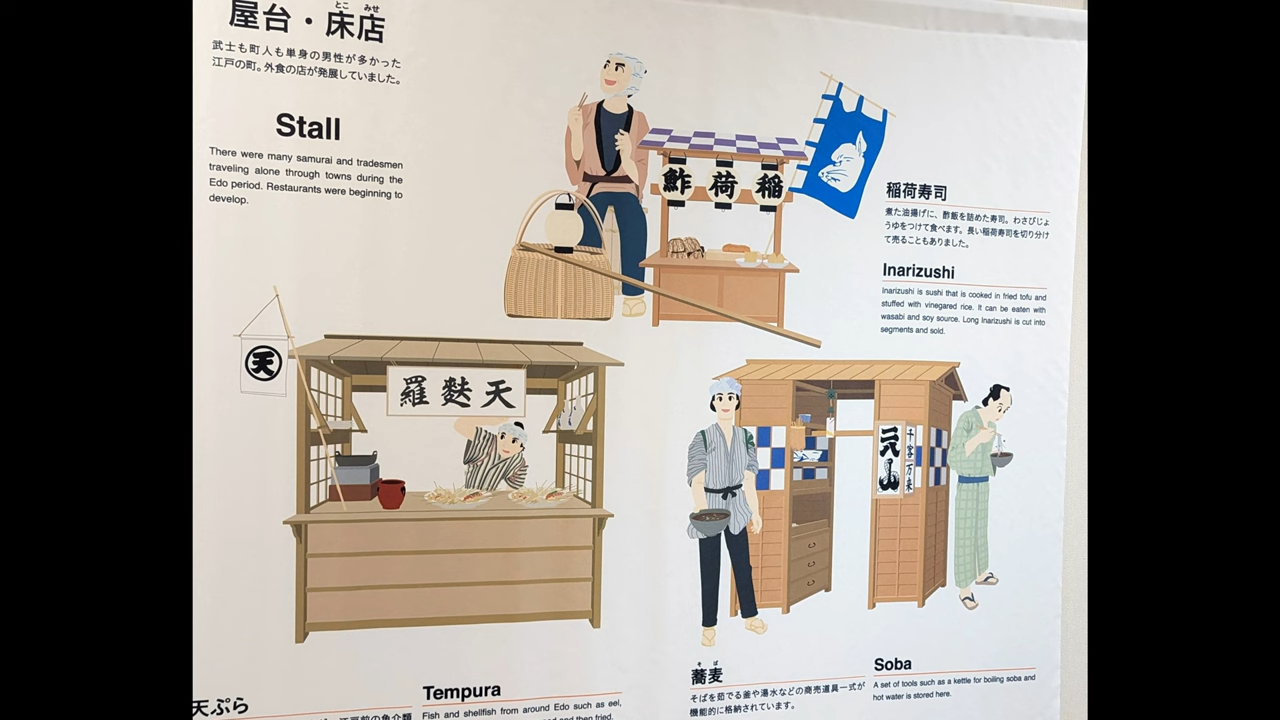 屋台・床店
とこ みせ
武士も町人も単身の男性が多かった
江戸の町。外食の店が発展していました。
Stall
There were many samurai and tradesmen
traveling alone through towns during the
Edo period. Restaurants were beginning to
develop.
鮓荷稲
稲荷寿司
煮た油揚げに、酢飯を詰めた寿司。わさびじょ
うゆをつけて食べます。長い稲荷寿司を切り分け
て売ることもありました。
Inarizushi
Inarizushi is sushi that is cooked in fried tofu and
stuffed with vinegared rice. It can be eaten with
wasabi and soy source. Long Inarizushi is cut into
segments and sold.
天
羅麩天
二八
千客万来
天ぷら
Tempura
Fish and shellfish from around Edo such as eel,
and then fried.
そば
蕎麦
そばを茹でる釜や湯水などの商売道具一式が
機能的に格納されています。
Soba
A set of tools such as a kettle for boiling soba and
hot water is stored here.